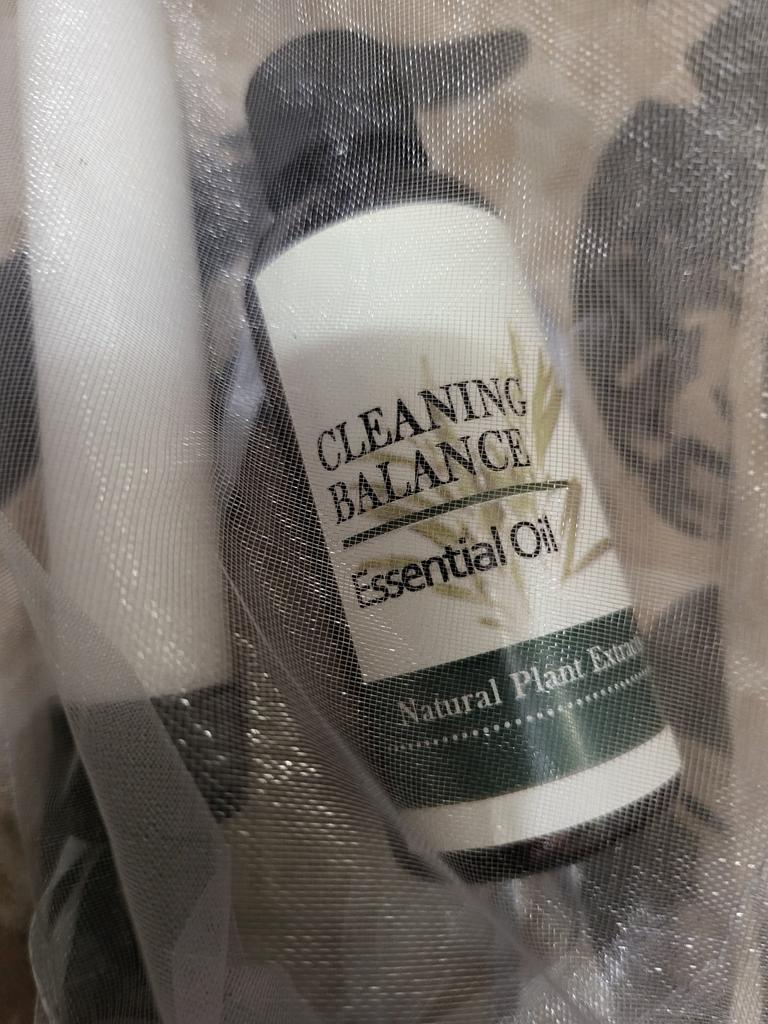 CLEANING
BALANCE
Essential Oil
Natural Plant